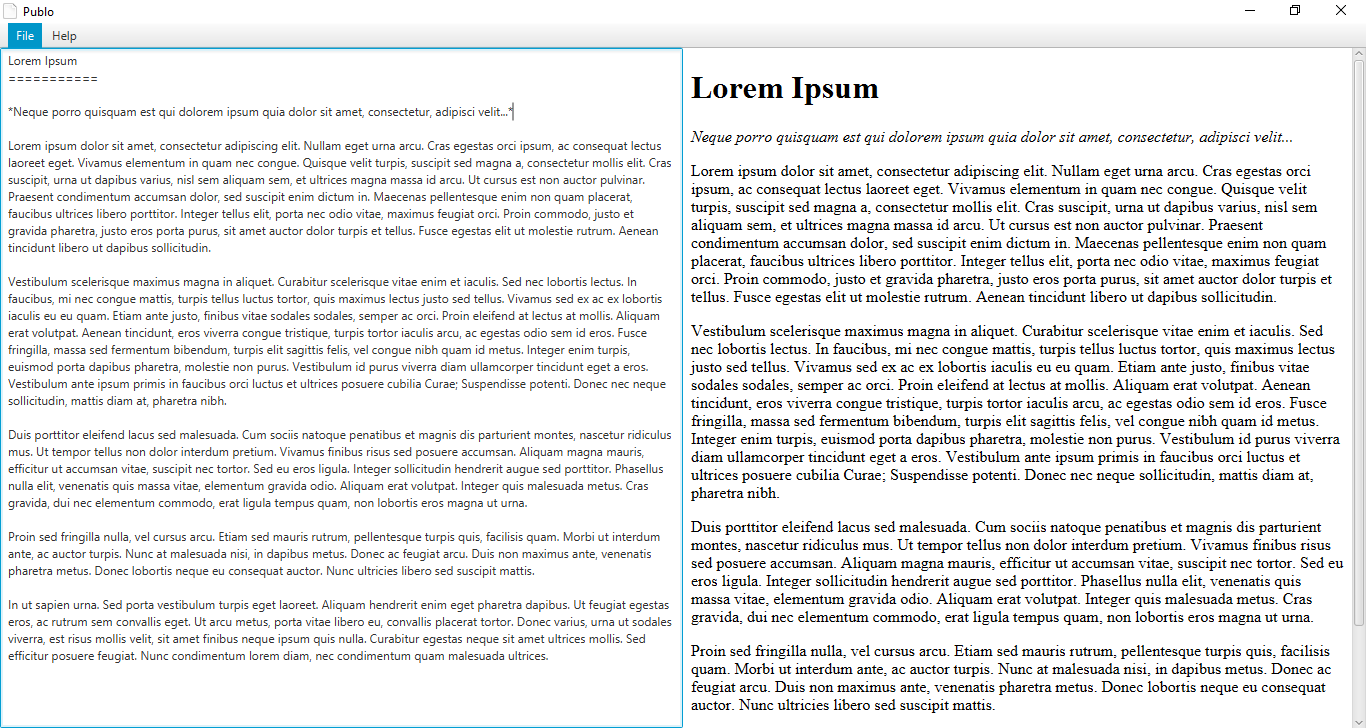 Publo
File Help
Lorem Ipsum
===========
*Neque porro quisquam est qui dolorem ipsum quia dolor sit amet, consectetur, adipisci velit...*
Lorem ipsum dolor sit amet, consectetur adipiscing elit. Nullam eget urna arcu. Cras egestas orci ipsum, ac consequat lectus
laoreet eget. Vivamus elementum in quam nec congue. Quisque velit turpis, suscipit sed magna a, consectetur mollis elit. Cras
suscipit, urna ut dapibus varius, nisl sem aliquam sem, et ultrices magna massa id arcu. Ut cursus est non auctor pulvinar.
Praesent condimentum accumsan dolor, sed suscipit enim dictum in. Maecenas pellentesque enim non quam placerat,
faucibus ultrices libero porttitor. Integer tellus elit, porta nec odio vitae, maximus feugiat orci. Proin commodo, justo et
gravida pharetra, justo eros porta purus, sit amet auctor dolor turpis et tellus. Fusce egestas elit ut molestie rutrum. Aenean
tincidunt libero ut dapibus sollicitudin.
Vestibulum scelerisque maximus magna in aliquet. Curabitur scelerisque vitae enim et iaculis. Sed nec lobortis lectus. In
faucibus, mi nec congue mattis, turpis tellus luctus tortor, quis maximus lectus justo sed tellus. Vivamus sed ex ac ex lobortis
iaculis eu eu quam. Etiam ante justo, finibus vitae sodales sodales, semper ac orci. Proin eleifend at lectus at mollis. Aliquam
erat volutpat. Aenean tincidunt, eros viverra congue tristique, turpis tortor iaculis arcu, ac egestas odio sem id eros. Fusce
fringilla, massa sed fermentum bibendum, turpis elit sagittis felis, vel congue nibh quam id metus. Integer enim turpis,
euismod porta dapibus pharetra, molestie non purus. Vestibulum id purus viverra diam ullamcorper tincidunt eget a eros.
Vestibulum ante ipsum primis in faucibus orci luctus et ultrices posuere cubilia Curae; Suspendisse potenti. Donec nec neque
sollicitudin, mattis diam at, pharetra nibh.
Duis porttitor eleifend lacus sed malesuada. Cum sociis natoque penatibus et magnis dis parturient montes, nascetur ridiculus
mus. Ut tempor tellus non dolor interdum pretium. Vivamus finibus risus sed posuere accumsan. Aliquam magna mauris,
efficitur ut accumsan vitae, suscipit nec tortor. Sed eu eros ligula. Integer sollicitudin hendrerit augue sed porttitor. Phasellus
nulla elit, venenatis quis massa vitae, elementum gravida odio. Aliquam erat volutpat. Integer quis malesuada metus. Cras
gravida, dui nec elementum commodo, erat ligula tempus quam, non lobortis eros magna ut urna.
Proin sed fringilla nulla, vel cursus arcu. Etiam sed mauris rutrum, pellentesque turpis quis, facilisis quam. Morbi ut interdum
ante, ac auctor turpis. Nunc at malesuada nisi, in dapibus metus. Donec ac feugiat arcu. Duis non maximus ante, venenatis
pharetra metus. Donec lobortis neque eu consequat auctor. Nunc ultricies libero sed suscipit mattis.
In ut sapien urna. Sed porta vestibulum turpis eget laoreet. Aliquam hendrerit enim eget pharetra dapibus. Ut feugiat egestas
eros, ac rutrum sem convallis eget. Ut arcu metus, porta vitae libero eu, convallis placerat tortor. Donec varius, urna ut sodales
viverra, est risus mollis velit, sit amet finibus neque ipsum quis nulla. Curabitur egestas neque sit amet ultrices mollis. Sed
efficitur posuere feugiat. Nunc condimentum lorem diam, nec condimentum quam malesuada ultrices.
Lorem Ipsum
Neque porro quisquam est qui dolorem ipsum quia dolor sit amet, consectetur, adipisci velit...
Lorem ipsum dolor sit amet, consectetur adipiscing elit. Nullam eget urna arcu. Cras egestas orci
ipsum, ac consequat lectus laoreet eget. Vivamus elementum in quam nec congue. Quisque velit
turpis, suscipit sed magna a, consectetur mollis elit. Cras suscipit, urna ut dapibus varius, nisl sem
aliquam sem, et ultrices magna massa id arcu. Ut cursus est non auctor pulvinar. Praesent
condimentum accumsan dolor, sed suscipit enim dictum in. Maecenas pellentesque enim non quam
placerat, faucibus ultrices libero porttitor. Integer tellus elit, porta nec odio vitae, maximus feugiat
orci. Proin commodo, justo et gravida pharetra, justo eros porta purus, sit amet auctor dolor turpis et
tellus. Fusce egestas elit ut molestie rutrum. Aenean tincidunt libero ut dapibus sollicitudin.
Vestibulum scelerisque maximus magna in aliquet. Curabitur scelerisque vitae enim et iaculis. Sed
nec lobortis lectus. In faucibus, mi nec congue mattis, turpis tellus luctus tortor, quis maximus lectus
justo sed tellus. Vivamus sed ex ac ex lobortis iaculis eu eu quam. Etiam ante justo, finibus vitae
sodales sodales, semper ac orci. Proin eleifend at lectus at mollis. Aliquam erat volutpat. Aenean
tincidunt, eros viverra congue tristique, turpis tortor iaculis arcu, ac egestas odio sem id eros. Fusce
fringilla, massa sed fermentum bibendum, turpis elit sagittis felis, vel congue nibh quam id metus.
Integer enim turpis, euismod porta dapibus pharetra, molestie non purus. Vestibulum id purus viverra
diam ullamcorper tincidunt eget a eros. Vestibulum ante ipsum primis in faucibus orci luctus et
ultrices posuere cubilia Curae; Suspendisse potenti. Donec nec neque sollicitudin, mattis diam at,
pharetra nibh.
Duis porttitor eleifend lacus sed malesuada. Cum sociis natoque penatibus et magnis dis parturient
montes, nascetur ridiculus mus. Ut tempor tellus non dolor interdum pretium. Vivamus finibus risus
sed posuere accumsan. Aliquam magna mauris, efficitur ut accumsan vitae, suscipit nec tortor. Sed eu
eros ligula. Integer sollicitudin hendrerit augue sed porttitor. Phasellus nulla elit, venenatis quis
massa vitae, elementum gravida odio. Aliquam erat volutpat. Integer quis malesuada metus. Cras
gravida, dui nec elementum commodo, erat ligula tempus quam, non lobortis eros magna ut urna.
Proin sed fringilla nulla, vel cursus arcu. Etiam sed mauris rutrum, pellentesque turpis quis, facilisis
quam. Morbi ut interdum ante, ac auctor turpis. Nunc at malesuada nisi, in dapibus metus. Donec ac
feugiat arcu. Duis non maximus ante, venenatis pharetra metus. Donec lobortis neque eu consequat
auctor. Nunc ultricies libero sed suscipit mattis.